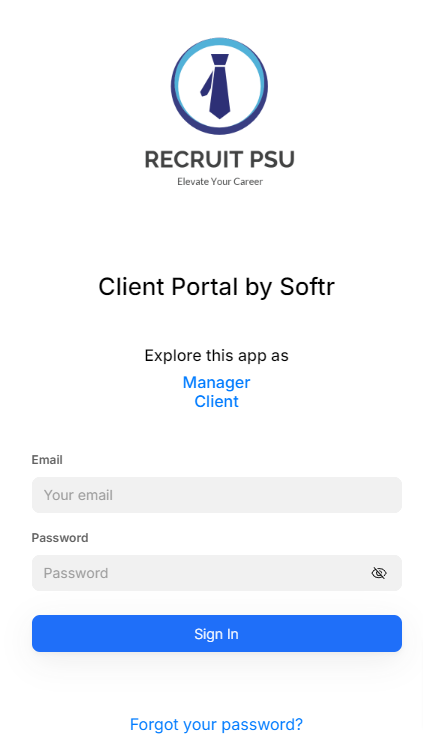 RECRUIT PSU
Elevate Your Career
Client Portal by Softr
Explore this app as
Manager
Client
Email
Your email
Password
Password
Sign In
Forgot your password?